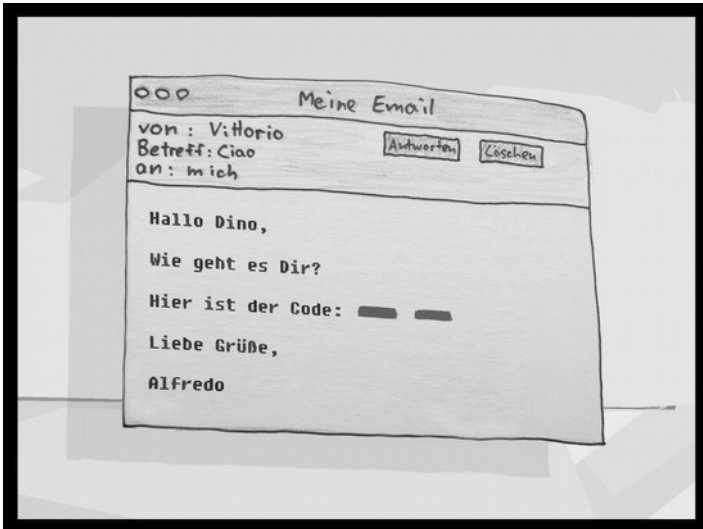 Meine Email
von: Vittorio
Antworten
Löschen
Betreff: Ciao
an: mich
Hallo Dino,
Wie geht es Dir?
Hier ist der Code:
Liebe Grüße,
Alfredo